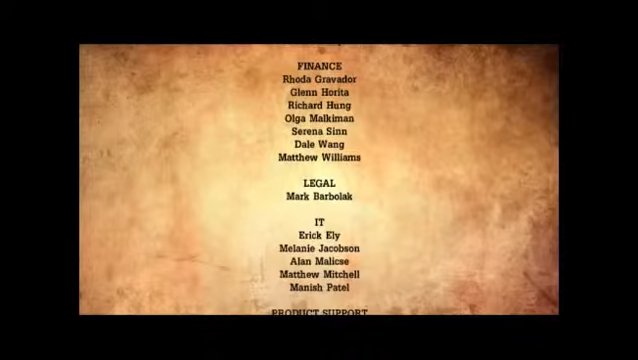 FINANCE
Rhoda Gravador
Glenn Horita
Richard Hung
Olga Malkiman
Serena Sinn
Dale Wang
Matthew Williams
LEGAL
Mark Barbolak
IT
Erick Ely
Melanie Jacobson
Alan Malicse
Matthew Mitchell
Manish Patel
PRODUCT SUPPORT